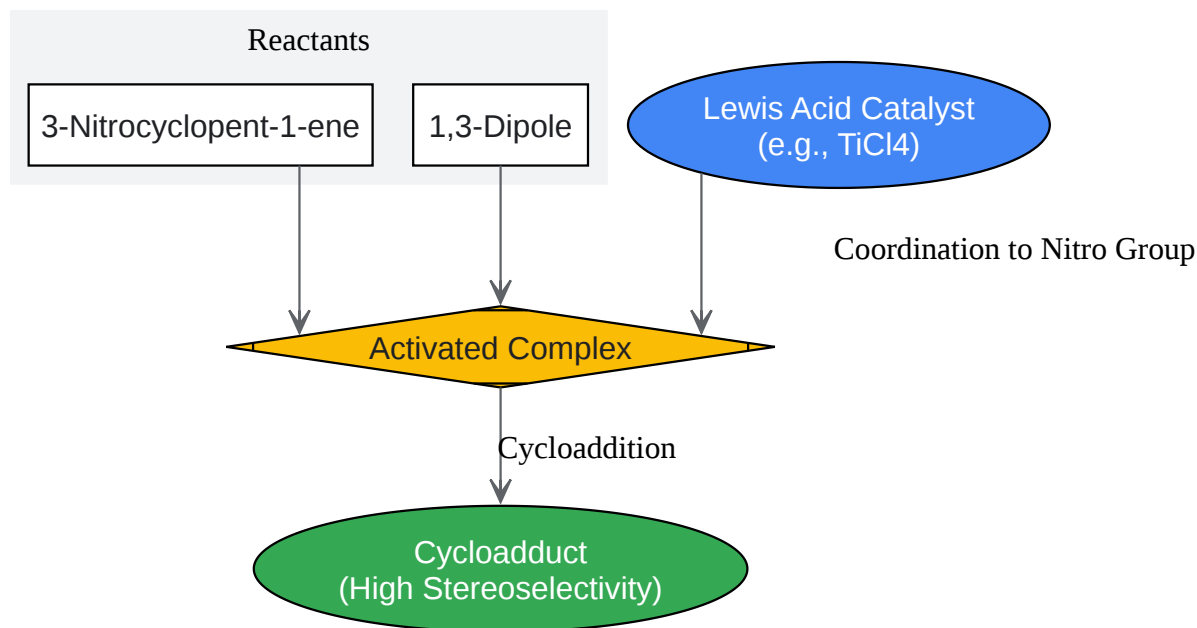 Reactants
3-Nitrocyclopent-1-ene
1,3-Dipole
Lewis Acid Catalyst
(e.g., TiCl4)
Coordination to Nitro Group
Activated Complex
Cycloaddition
Cycloadduct
(High Stereoselectivity)